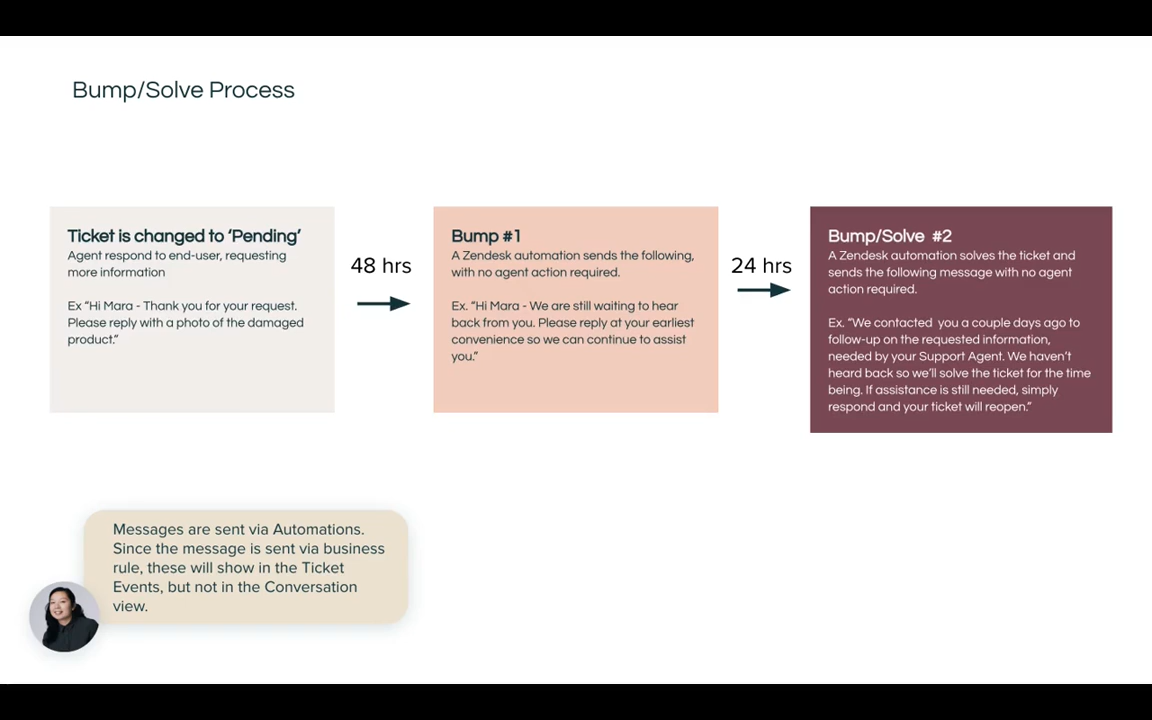 Bump/Solve Process
Ticket is changed to ‘Pending’
Agent respond to end-user, requesting
more information
Ex “Hi Mara - Thank you for your request.
Please reply with a photo of the damaged
product.”
48 hrs
Bump #1
A Zendesk automation sends the following,
with no agent action required.
Ex. “Hi Mara - We are still waiting to hear
back from you. Please reply at your earliest
convenience so we can continue to assist
you.”
24 hrs
Bump/Solve #2
A Zendesk automation solves the ticket and
sends the following message with no agent
action required.
Ex. “We contacted you a couple days ago to
follow-up on the requested information,
needed by your Support Agent. We haven’t
heard back so we’ll solve the ticket for the time
being. If assistance is still needed, simply
respond and your ticket will reopen.”
Messages are sent via Automations.
Since the message is sent via business
rule, these will show in the Ticket
Events, but not in the Conversation
view.